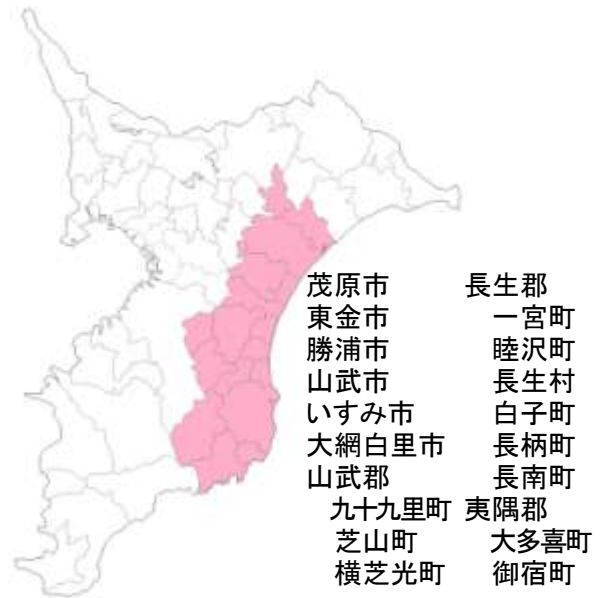 茂原市
東金市
勝浦市
山武市
いすみ市
大網白里市
山武郡
九十九里町
芝山町
横芝光町
長生郡
一宮町
睦沢町
長生村
白子町
長柄町
長南町
夷隅郡
大多喜町
御宿町